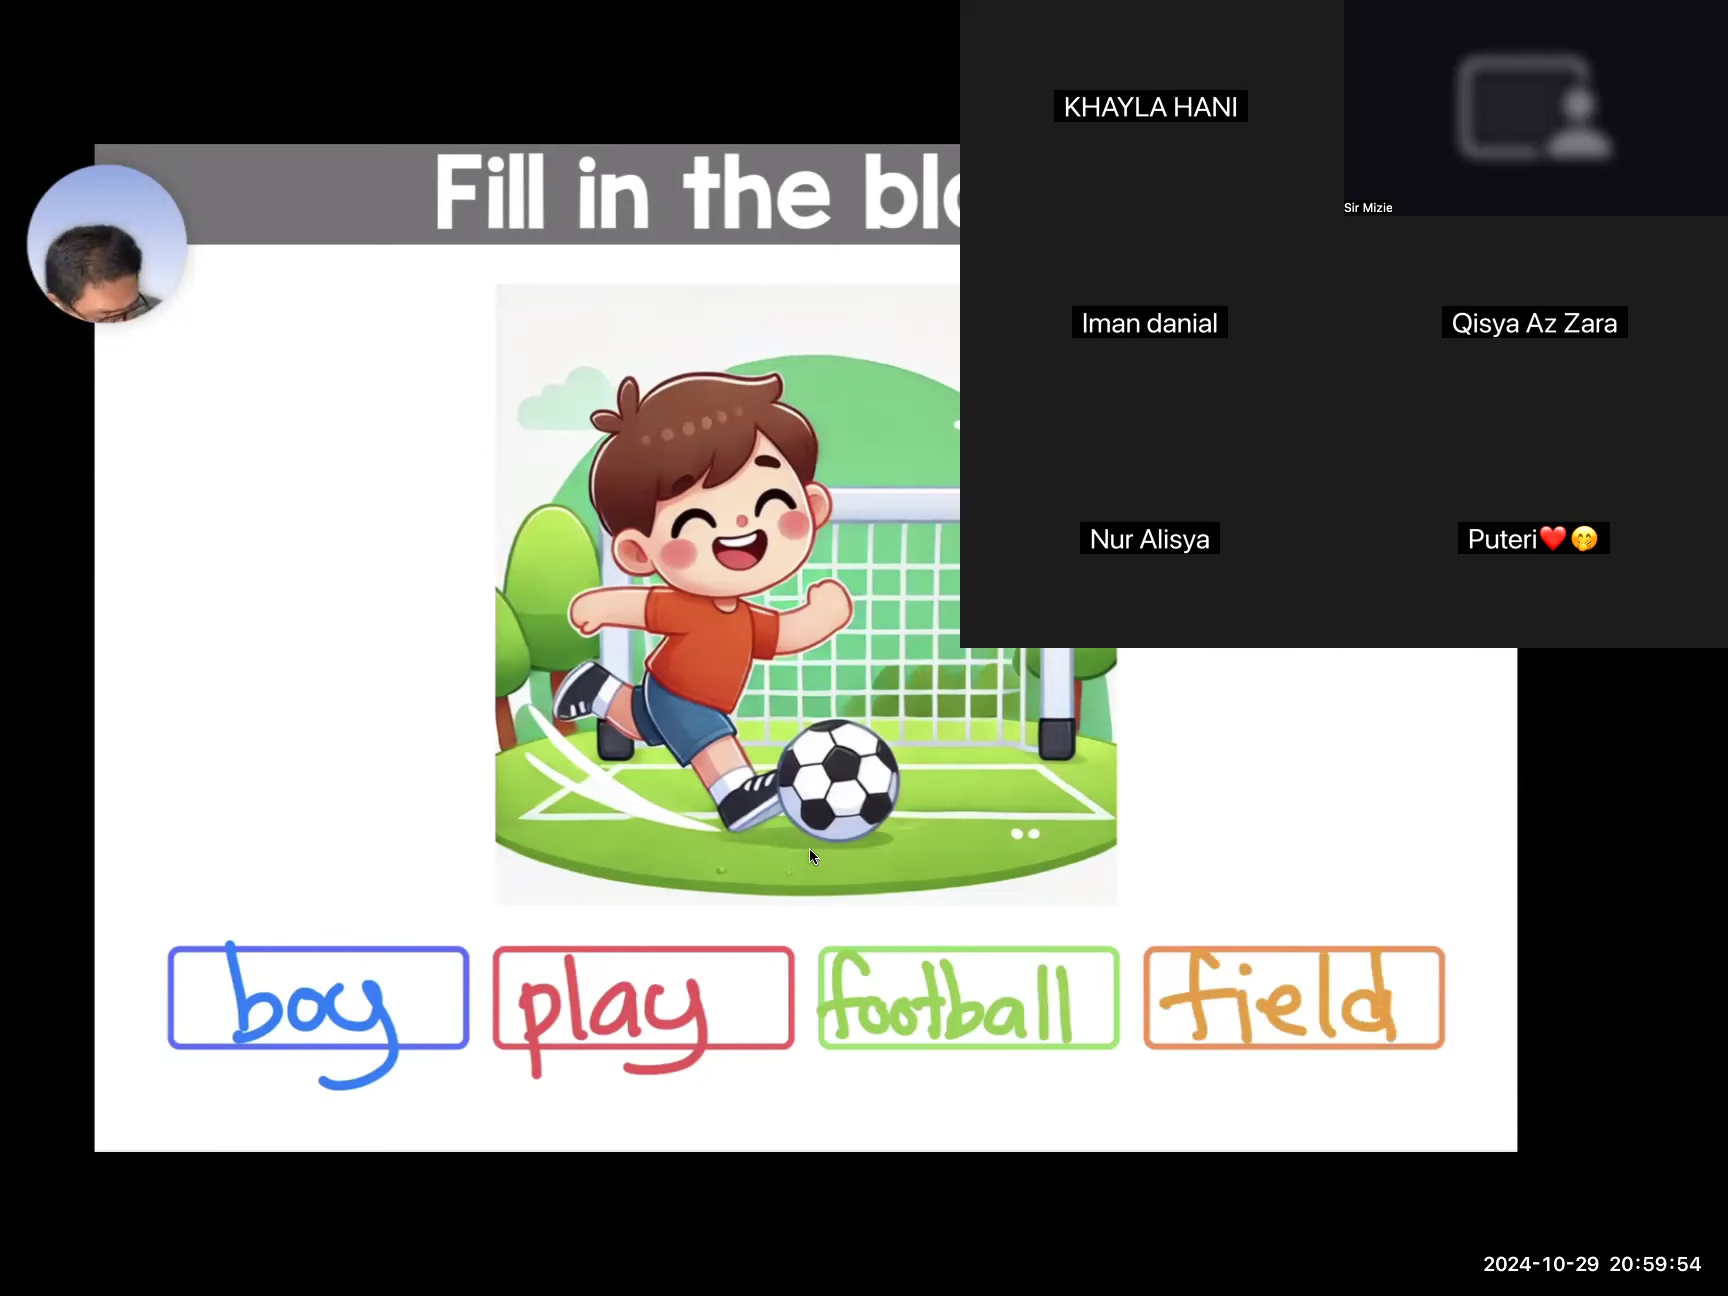 KHAYLA HANI
Sir Mizie
Fill in the
Iman danial
Qisya Az Zara
Nur Alisya
Puteri❤️🤭
boy
play
football
field
2024-10-29 20:59:54